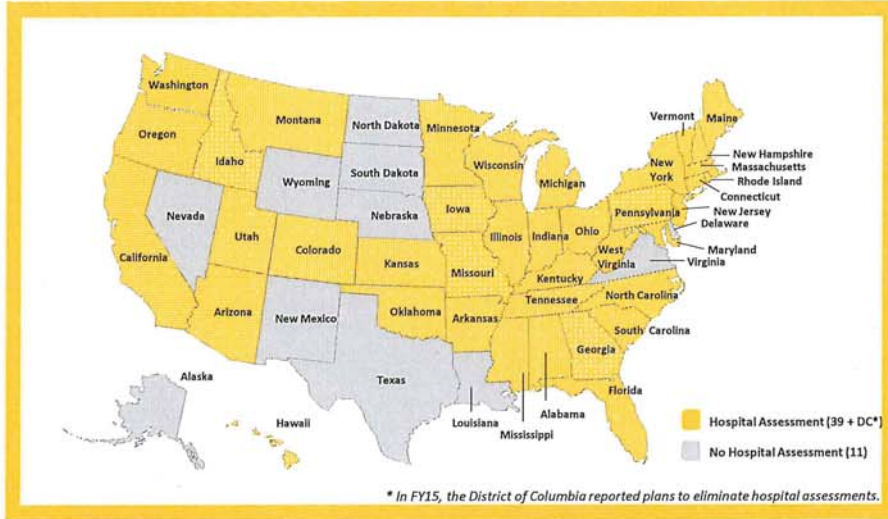 Washington
Oregon
Idaho
Montana
North Dakota
Minnesota
South Dakota
Wyoming
Nebraska
Nevada
Utah
Colorado
California
Arizona
New Mexico
Kansas
Oklahoma
Texas
Iowa
Missouri
Arkansas
Louisiana
Wisconsin
Illinois
Michigan
Indiana
Ohio
Kentucky
Tennessee
Mississippi
Alabama
Georgia
Florida
South Carolina
North Carolina
West
Virginia
Virginia
Maryland
Delaware
New Jersey
Pennsylvania
New
York
Connecticut
Rhode Island
Massachusetts
New Hampshire
Vermont
Maine
Alaska
Hawaii
Hospital Assessment (39 + DC*)
No Hospital Assessment (11)
* In FY15, the District of Columbia reported plans to eliminate hospital assessments.